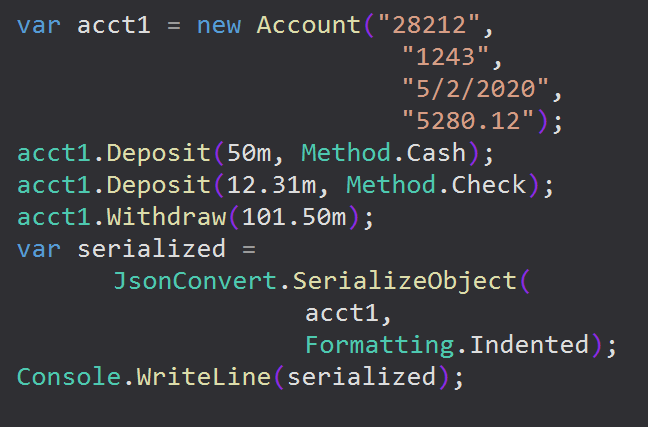 var acct1 = new Account("28212",
"1243",
"5/2/2020",
"5280.12");
acct1.Deposit(50m, Method.Cash);
acct1.Deposit(12.31m, Method.Check);
acct1.Withdraw(101.50m);
var serialized =
JsonConvert.SerializeObject(
acct1,
Formatting.Indented);
Console.WriteLine(serialized);